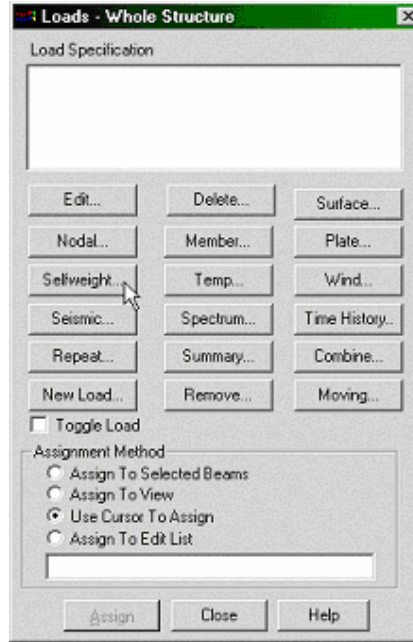 Loads - Whole Structure
Load Specification
Edit... Delete... Surface...
Nodal... Member... Plate...
Selfweight... Temp... Wind...
Seismic... Spectrum... Time History..
Repeat... Summary... Combine...
New Load... Remove... Moving...
Toggle Load
Assignment Method
Assign To Selected Beams
Assign To View
Use Cursor To Assign
Assign To Edit List
Assign Close Help